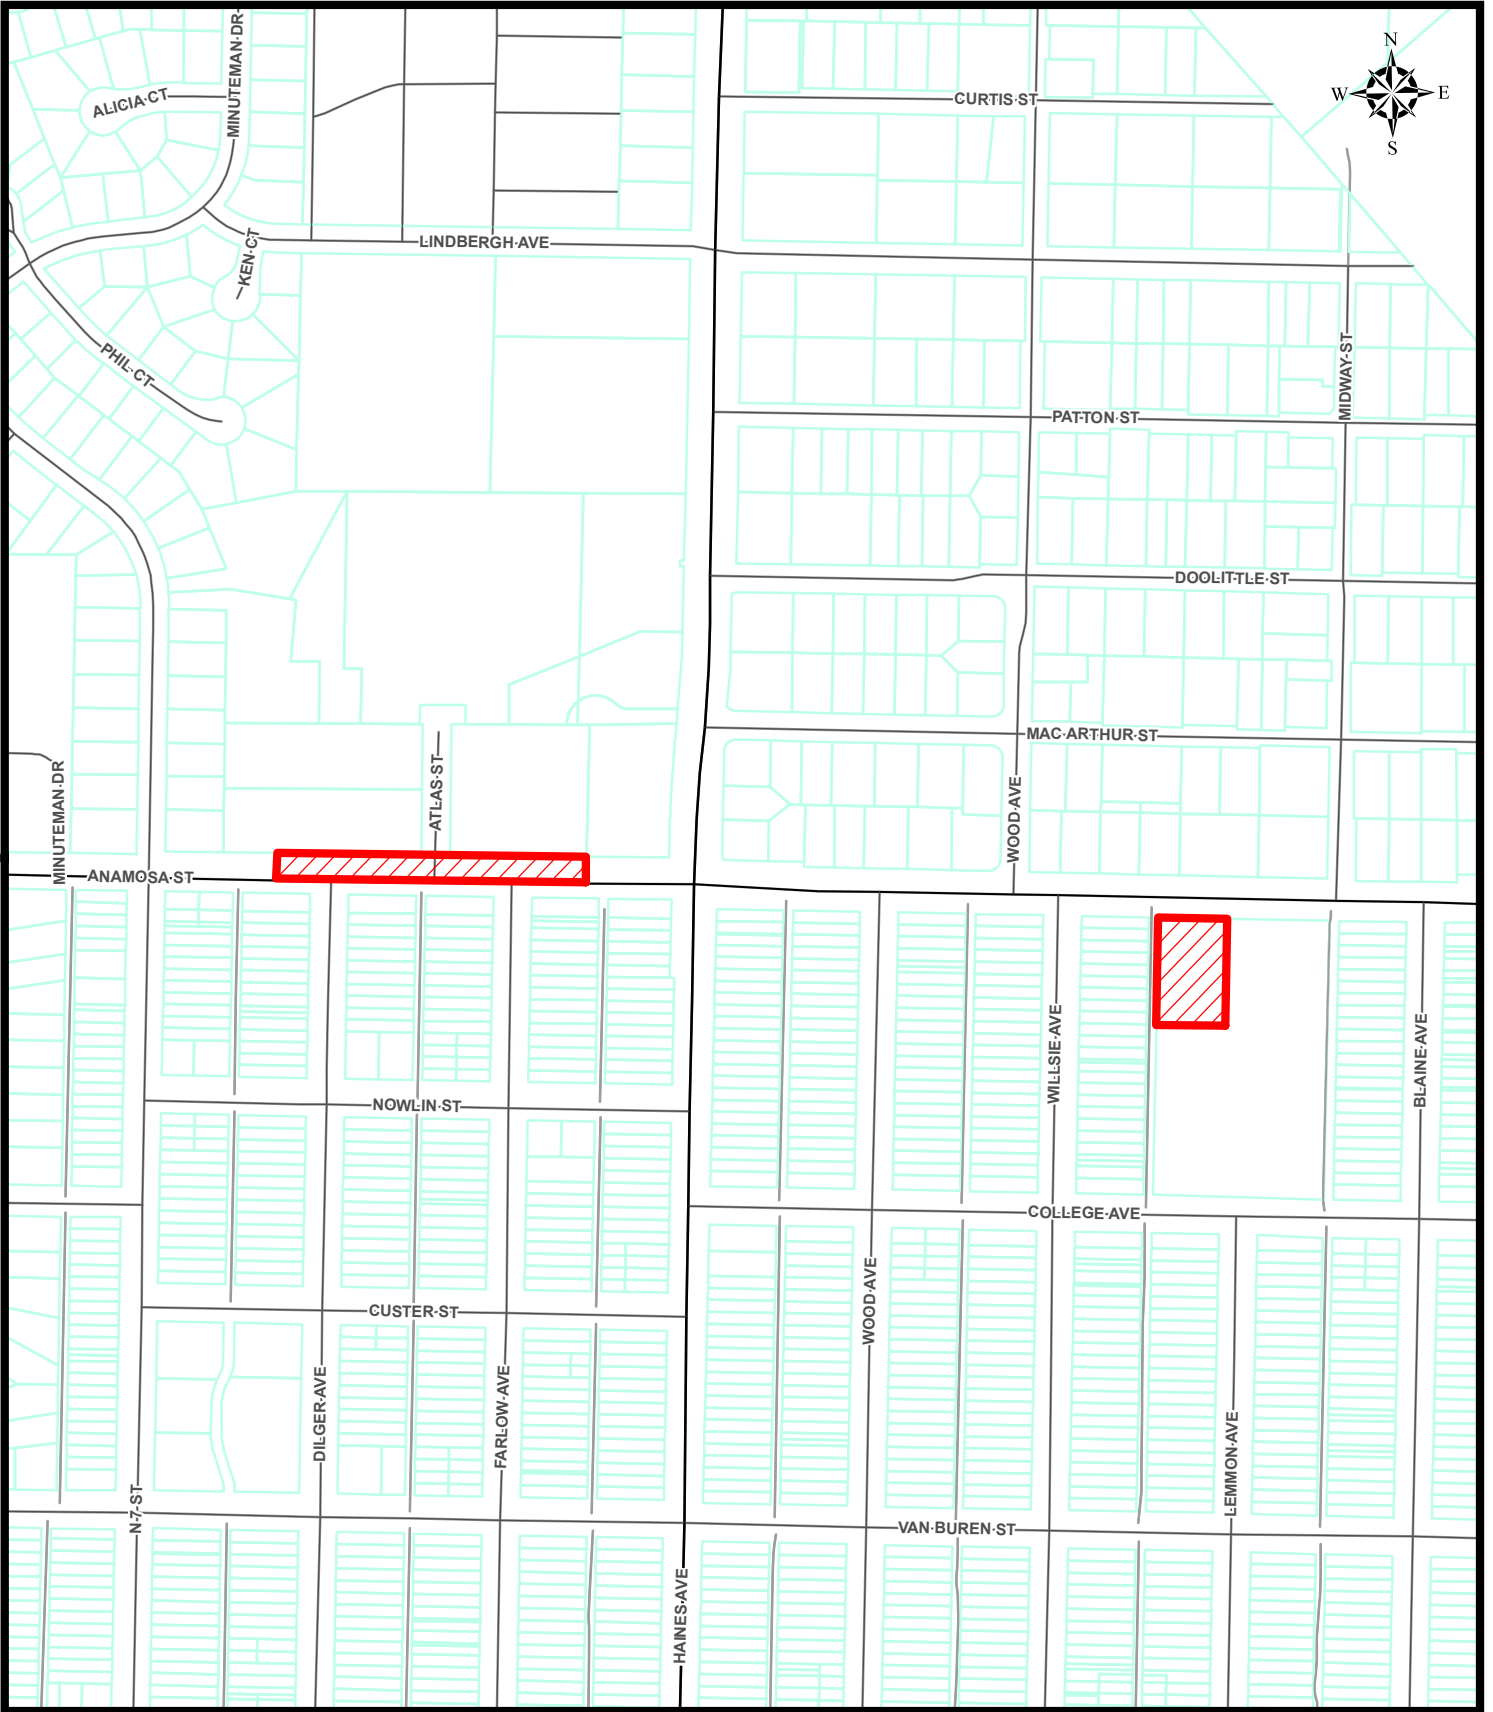 MINUTEMAN DR
N
ALICIA CT
CURTIS ST
W
E
S
KEN CT
LINDBERGH AVE
PHIL CT
MIDWAY ST
PATTON ST
DOOLITTLE ST
MAC ARTHUR ST
ATLAS ST
MINUTEMAN DR
WOOD AVE
ANAMOSA ST
WILLSIE AVE
BLAINE AVE
NOWLIN ST
COLLEGE AVE
WOOD AVE
CUSTER ST
DILGER AVE
FARLOW AVE
LEMMON AVE
N 7 ST
VAN BUREN ST
HAINES AVE